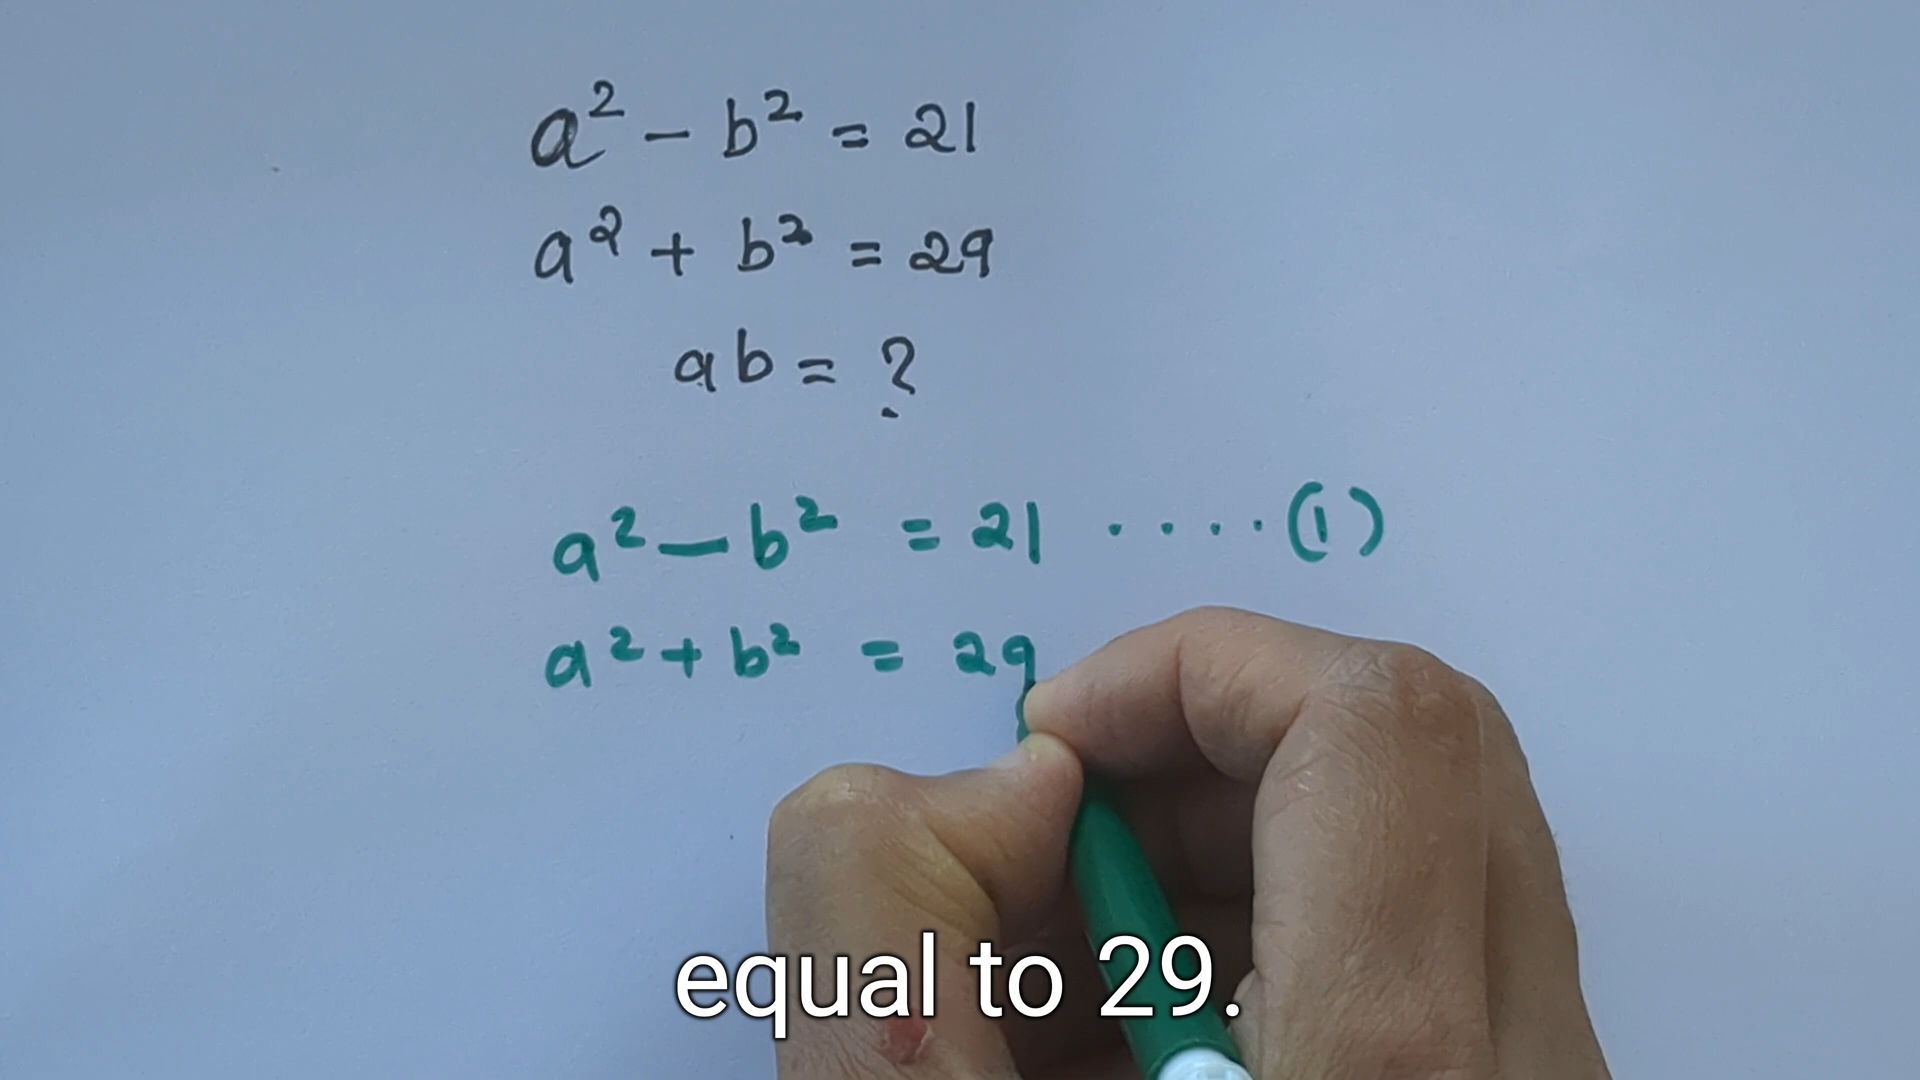 a² - b² = 21
a² + b² = 29
ab = ?
a² - b² = 21 ....(1)
a² + b² = 29
equal to 29.